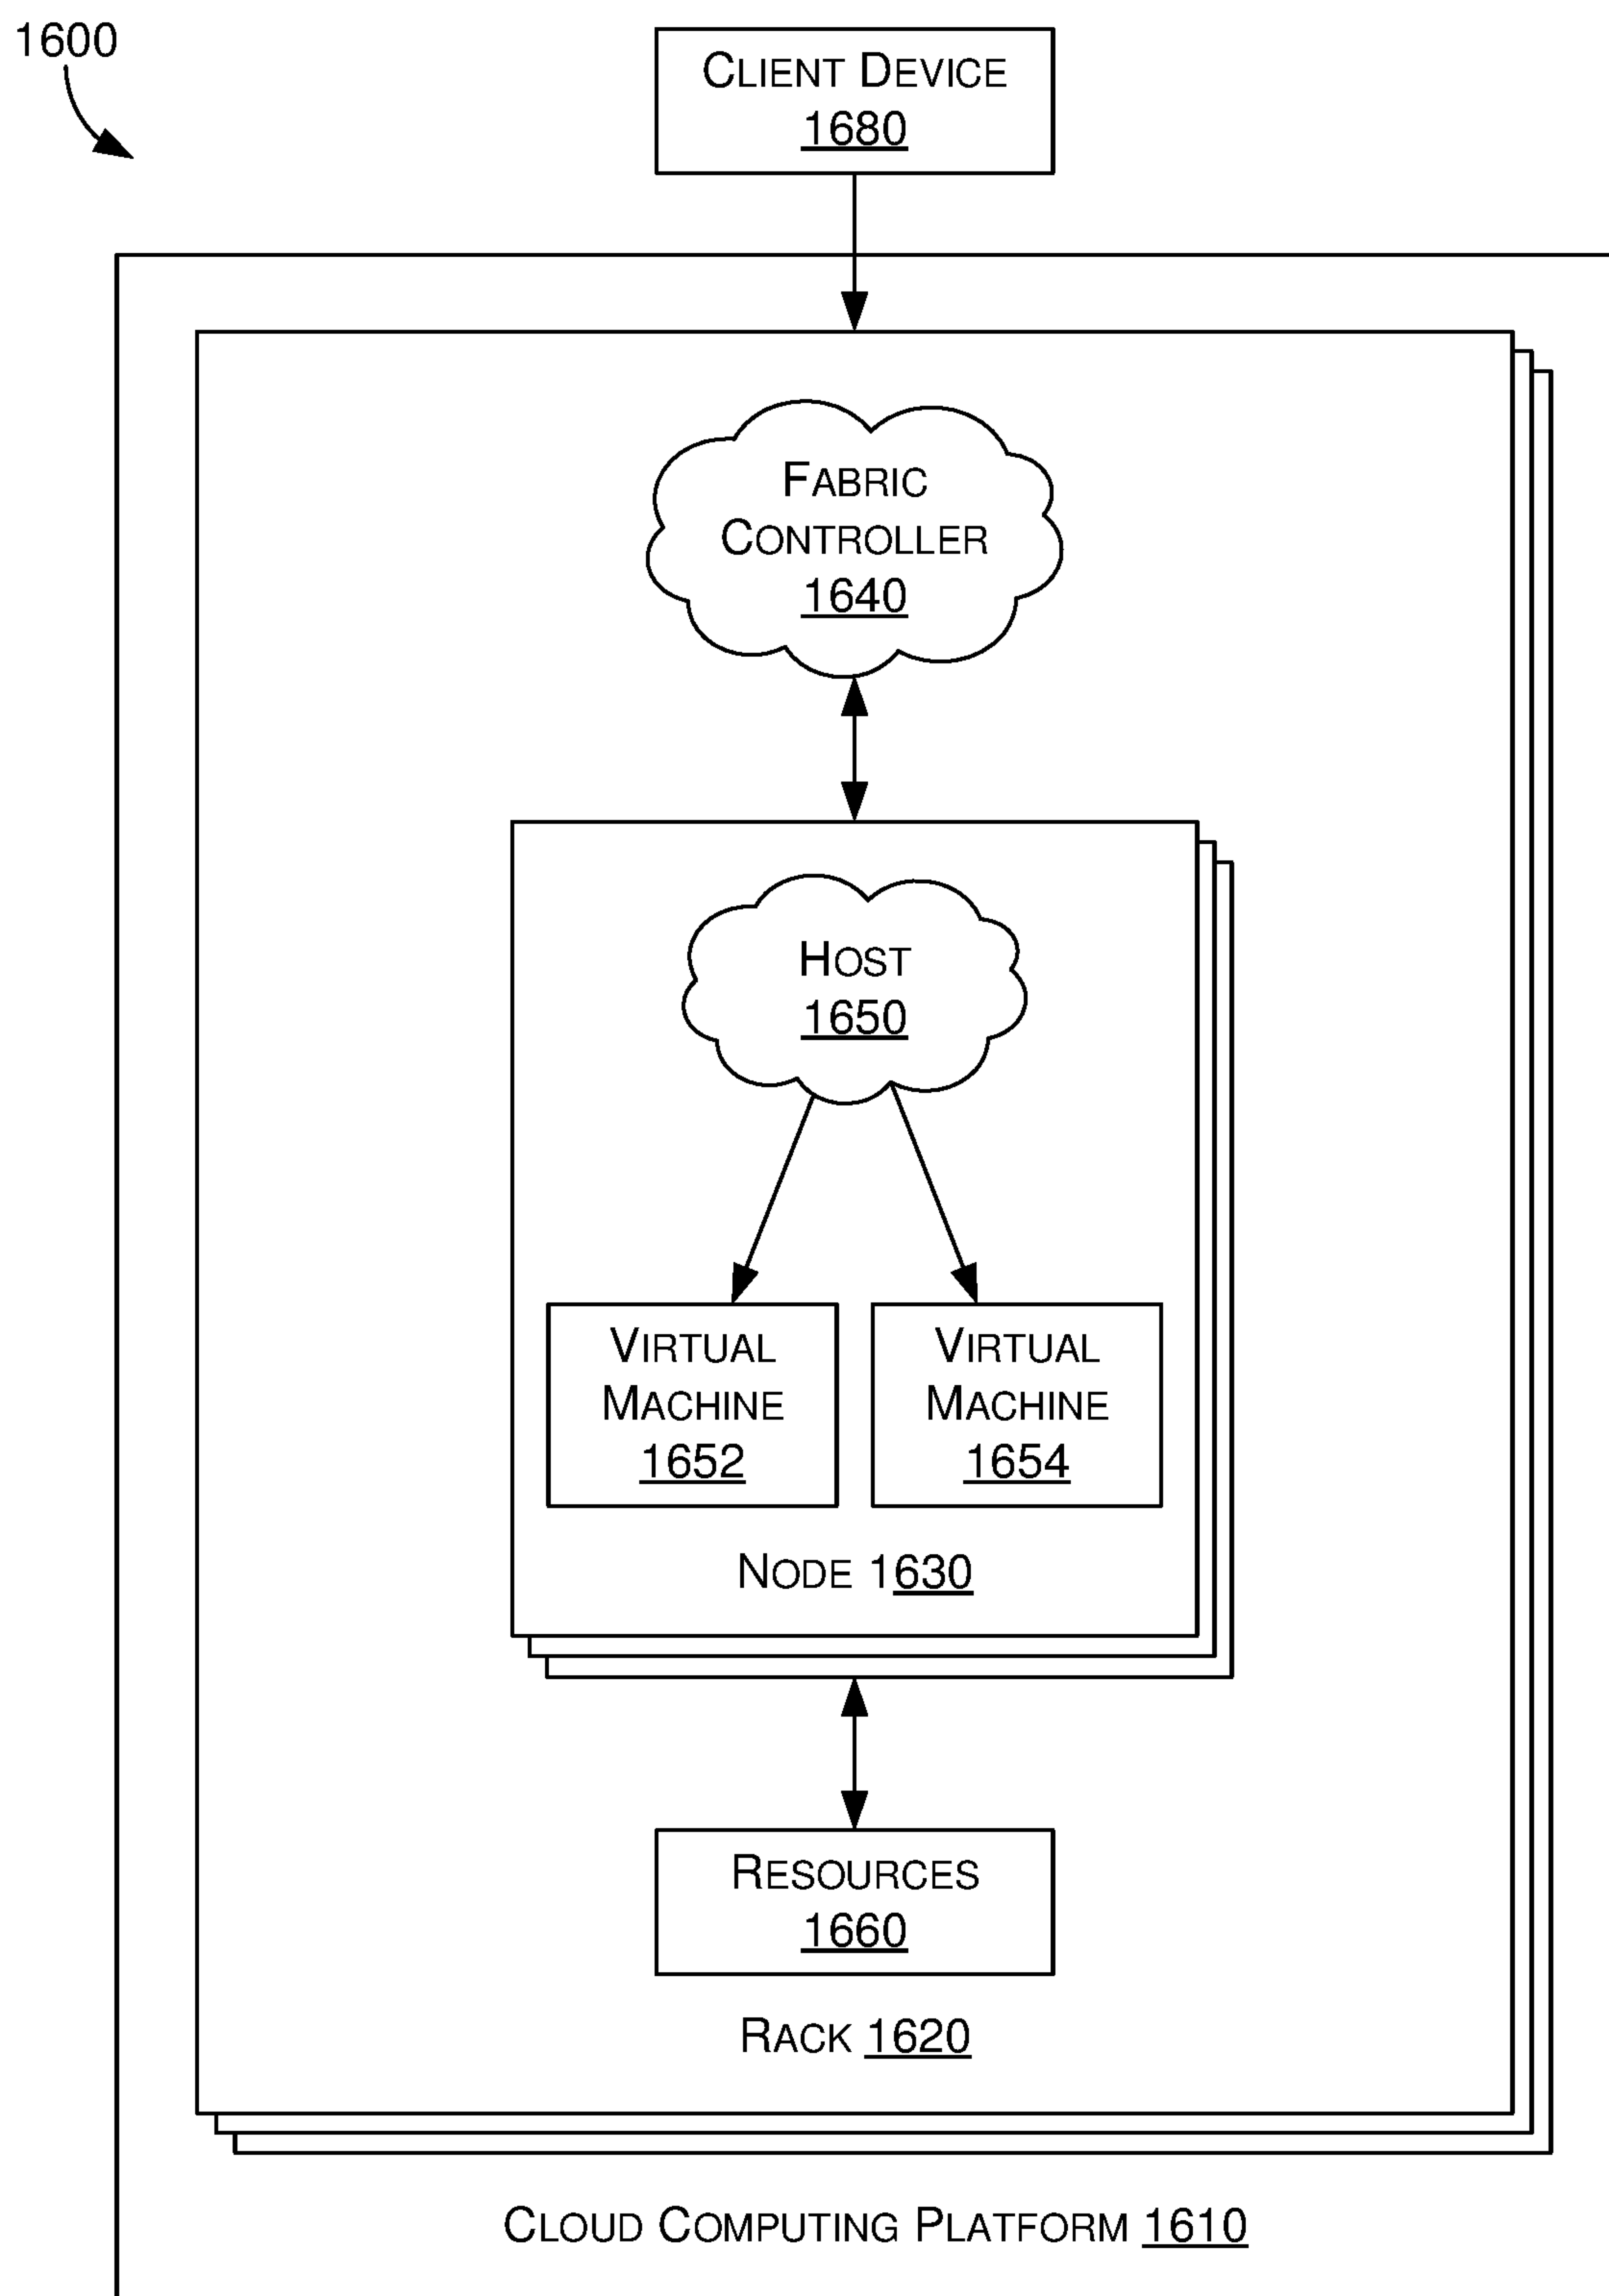 1600
CLIENT DEVICE
1680
FABRIC
CONTROLLER
1640
HOST
1650
VIRTUAL
MACHINE
1652
VIRTUAL
MACHINE
1654
NODE 1630
RESOURCES
1660
RACK 1620
CLOUD COMPUTING PLATFORM 1610